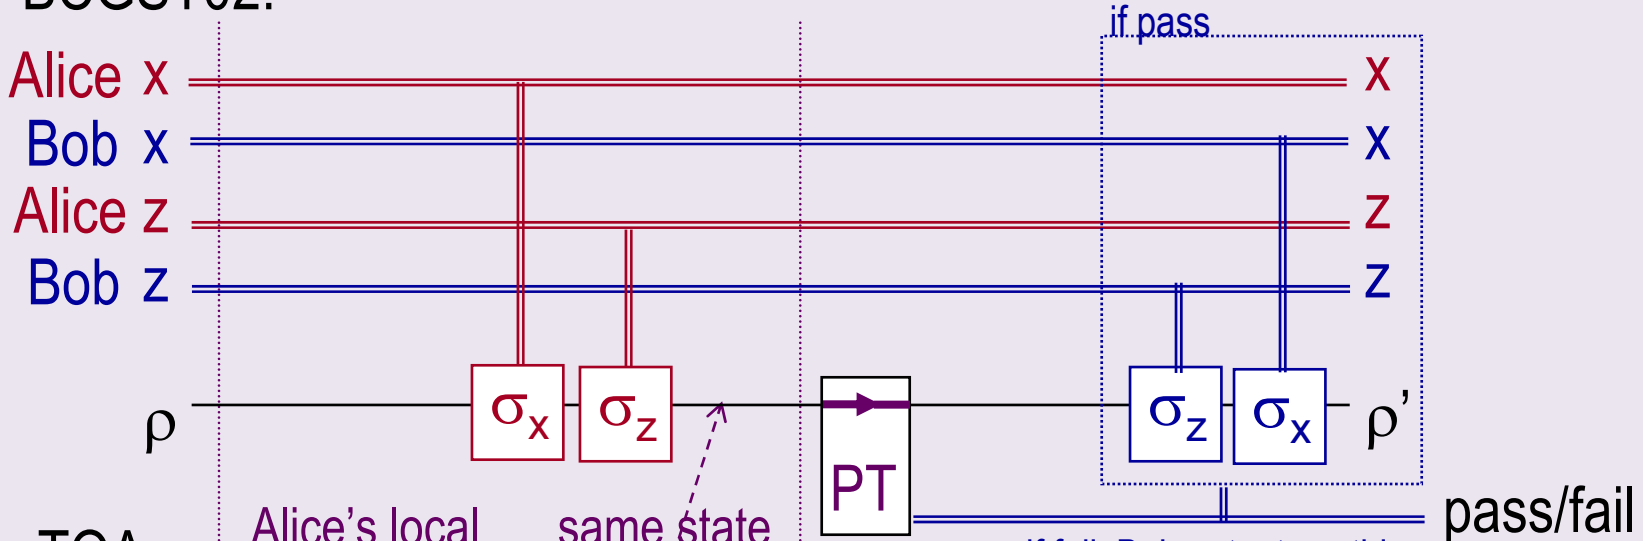 if pass
Alice x x
Bob x x
Alice z z
Bob z z
ρ σx σz σz σx ρ’
PT
pass/fail
Alice's local same state